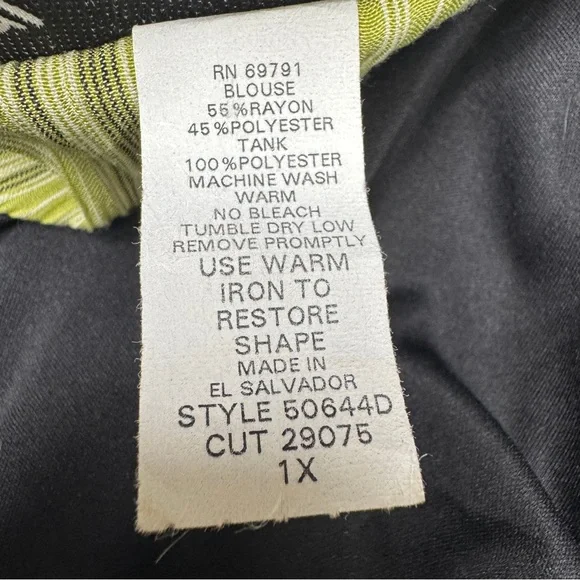 RN 69791
BLOUSE
55%RAYON
45%POLYESTER
TANK
100%POLYESTER
MACHINE WASH
WARM
NO BLEACH
TUMBLE DRY LOW
REMOVE PROMPTLY
USE WARM
IRON TO
RESTORE
SHAPE
MADE IN
EL SALVADOR
STYLE 50644D
CUT 29075
1X